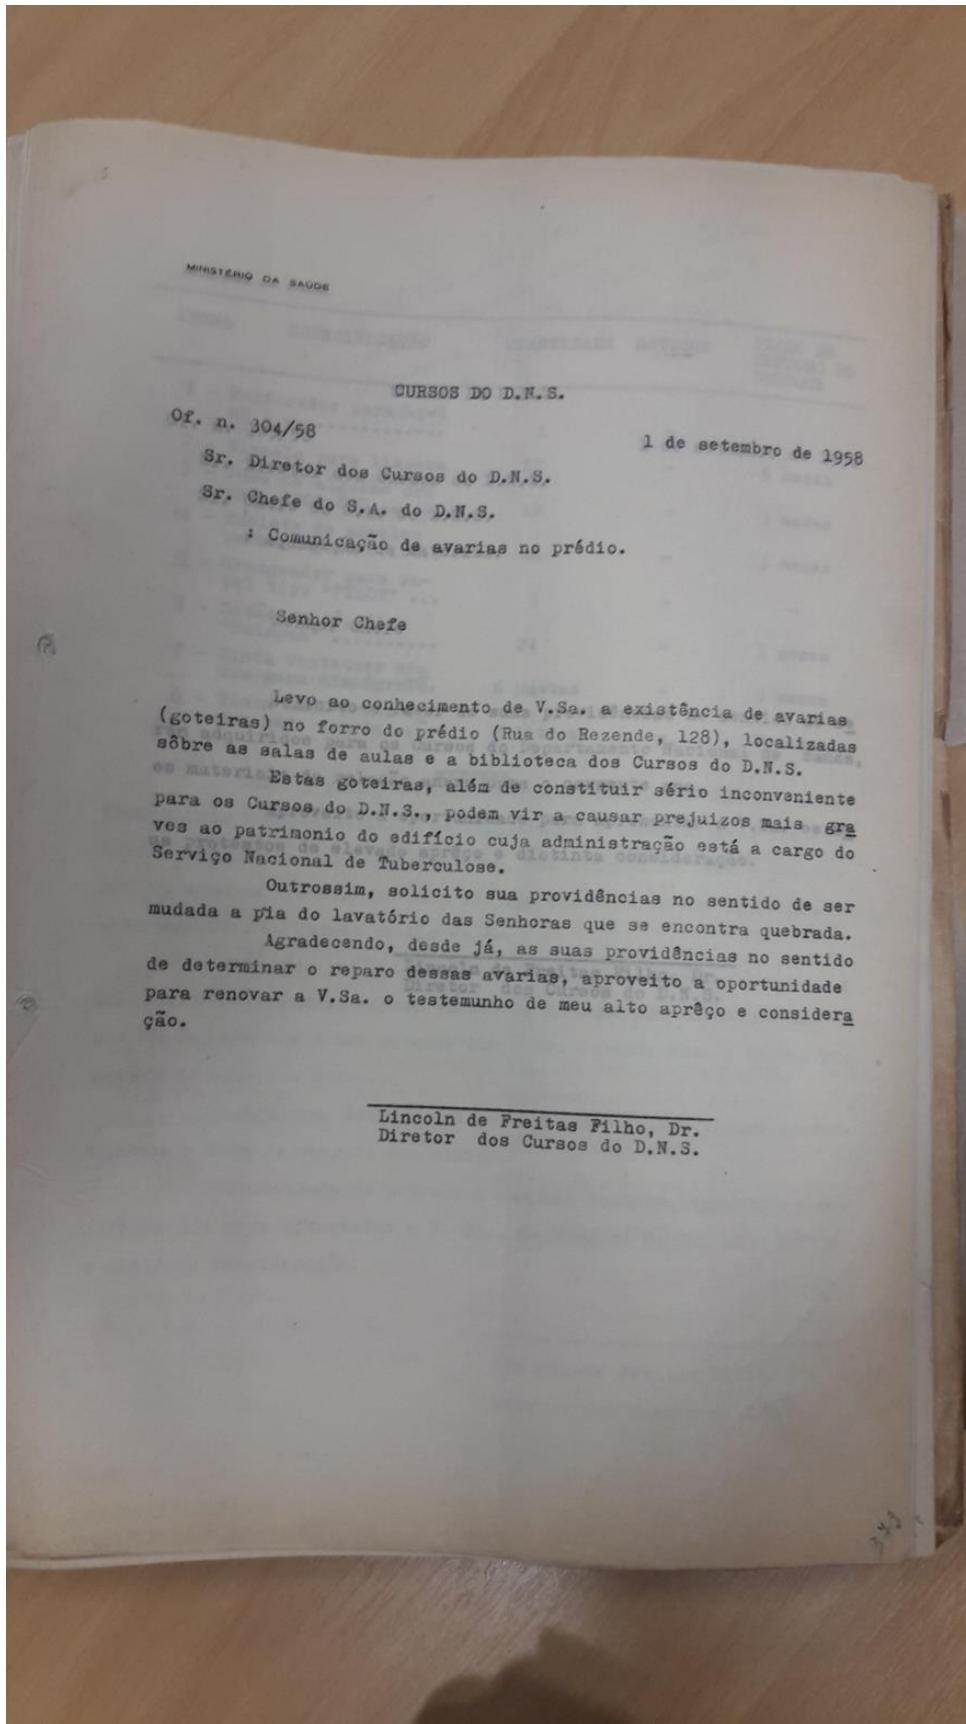 MINISTÉRIO DA SAÚDE
CURSOS DO D.N.S.
Of. n. 304/58
1 de setembro de 1958
Sr. Diretor dos Cursos do D.N.S.
Sr. Chefe do S.A. do D.N.S.
: Comunicação de avarias no prédio.
Senhor Chefe
Levo ao conhecimento de V.Sa. a existência de avarias
(goteiras) no forro do prédio (Rua do Rezende, 128), localizadas
sôbre as salas de aulas e a biblioteca dos Cursos do D.N.S.
Estas goteiras, além de constituir sério inconveniente
para os Cursos do D.N.S., podem vir a causar prejuizos mais gra
ves ao patrimonio do edifício cuja administração está a cargo do
Serviço Nacional de Tuberculose.
Outrossim, solicito sua providências no sentido de ser
mudada a pia do lavatório das Senhoras que se encontra quebrada.
Agradecendo, desde já, as suas providências no sentido
de determinar o reparo dessas avarias, aproveito a oportunidade
para renovar a V.Sa. o testemunho de meu alto aprêço e considera
ção.
Lincoln de Freitas Filho, Dr.
Diretor dos Cursos do D.N.S.